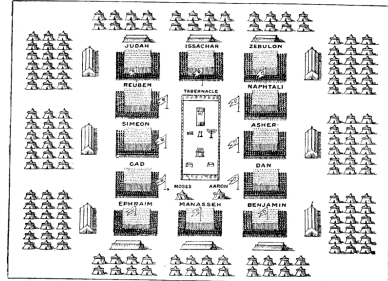 JUDAH ISSACHAR ZEBULON
REUBEN NAPHTALI
TABERNACLE
SIMEON ASHER
GAD DAN
MOSES AARON
EPHRAIM MANASSEH BENJAMIN